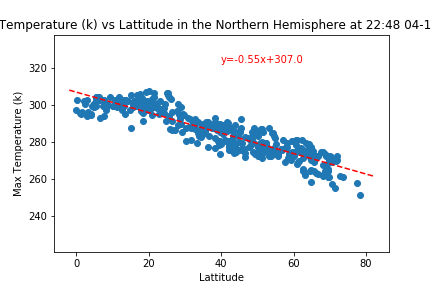 Temperature (k) vs Lattitude in the Northern Hemisphere at 22:48 04-1
y=-0.55x+307.0
320
300
280
260
240
Max Temperature (k)
0 20 40 60 80
Lattitude